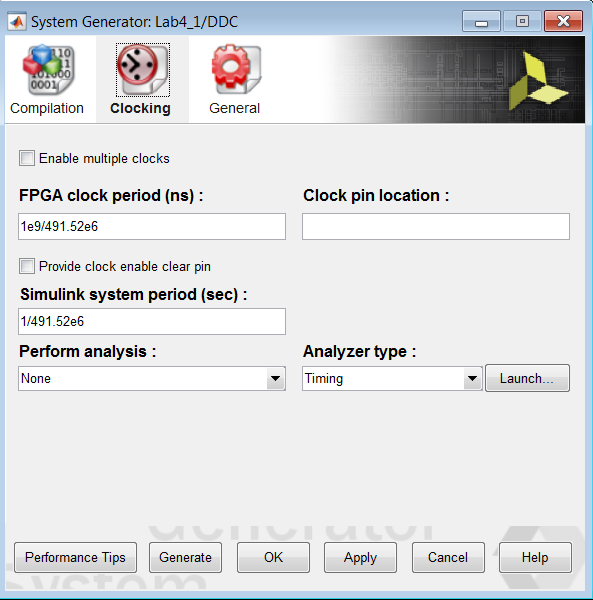 System Generator: Lab4_1/DDC
Compilation
Clocking
General
Enable multiple clocks
FPGA clock period (ns) :
Clock pin location :
1e9/491.52e6
Provide clock enable clear pin
Simulink system period (sec) :
1/491.52e6
Perform analysis :
Analyzer type :
None
Timing
Launch...
Generator
System
Performance Tips
Generate
OK
Apply
Cancel
Help